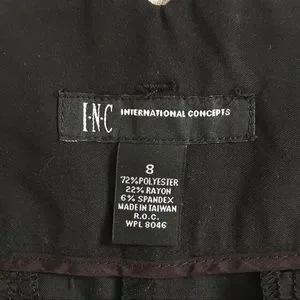 I·N·C INTERNATIONAL CONCEPTS
8
72% POLYESTER
22% RAYON
6% SPANDEX
MADE IN TAIWAN
R.O.C.
WPL 8046